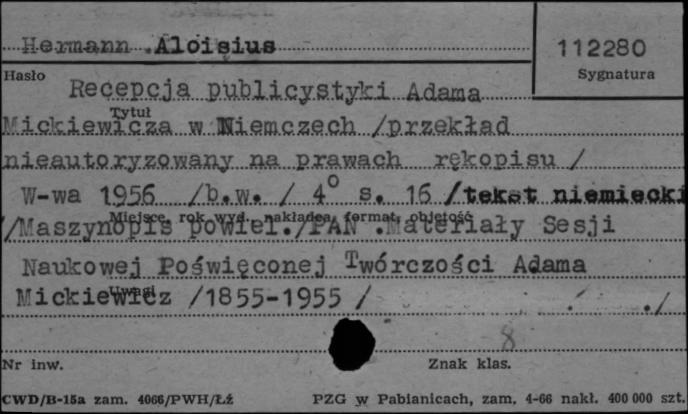 Hermann Aloisius
112280
Hasło
Sygnatura
Recepcja publicystyki Adama
Tytuł
Mickiewicza w Niemczech /przekład
nieautoryzowany na prawach rękopisu /
W-wa 1956 /b.w. / 4° s. 16 /tekst niemiecki
Miejsce, rok wyd., nakładca, format, objętość
/Maszynopis powiel./PAN .Materiały Sesji
Naukowej Poświęconej Twórczości Adama
Uwagi
Mickiewicz /1855-1955 /
8
Nr inw.
Znak klas.
CWD/B-15a zam. 4066/PWH/Łź
PZG w Pabianicach, zam. 4-66 nakł. 400 000 szt.